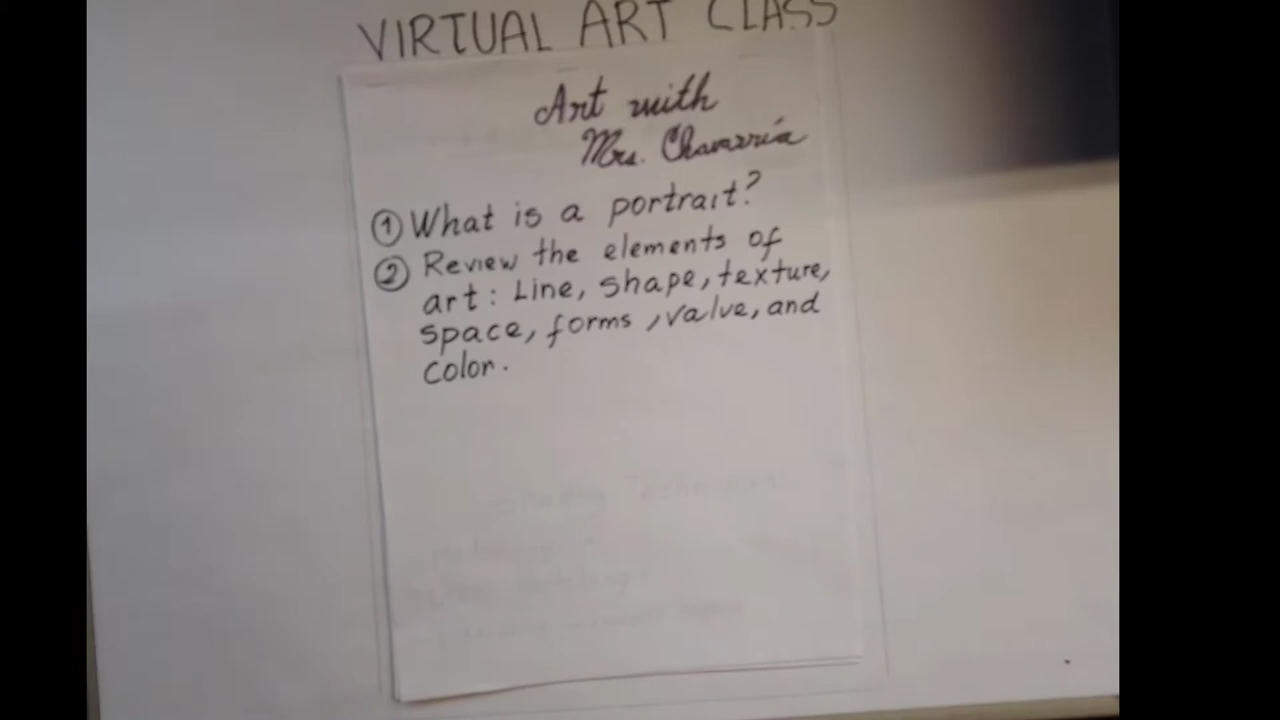 VIRTUAL ART CLASS
Art with
Mrs. Chavarría
① What is a portrait?
② Review the elements of
art: Line, shape, texture,
space, forms, value, and
color.